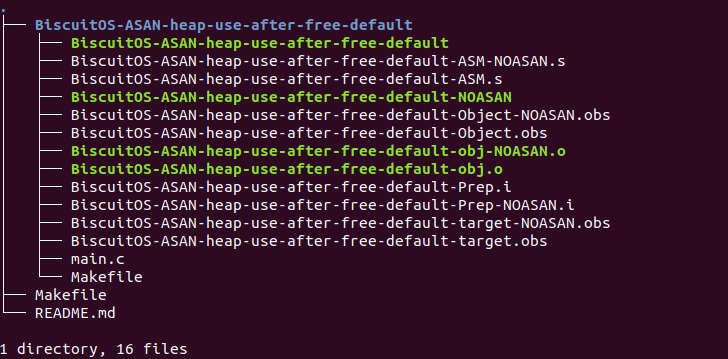 .
├── BiscuitOS-ASAN-heap-use-after-free-default
│   ├── BiscuitOS-ASAN-heap-use-after-free-default
│   ├── BiscuitOS-ASAN-heap-use-after-free-default-ASM-NOASAN.s
│   ├── BiscuitOS-ASAN-heap-use-after-free-default-ASM.s
│   ├── BiscuitOS-ASAN-heap-use-after-free-default-NOASAN
│   ├── BiscuitOS-ASAN-heap-use-after-free-default-Object-NOASAN.obs
│   ├── BiscuitOS-ASAN-heap-use-after-free-default-Object.obs
│   ├── BiscuitOS-ASAN-heap-use-after-free-default-obj-NOASAN.o
│   ├── BiscuitOS-ASAN-heap-use-after-free-default-obj.o
│   ├── BiscuitOS-ASAN-heap-use-after-free-default-Prep.i
│   ├── BiscuitOS-ASAN-heap-use-after-free-default-Prep-NOASAN.i
│   ├── BiscuitOS-ASAN-heap-use-after-free-default-target-NOASAN.obs
│   ├── BiscuitOS-ASAN-heap-use-after-free-default-target.obs
│   ├── main.c
│   └── Makefile
├── Makefile
└── README.md
1 directory, 16 files